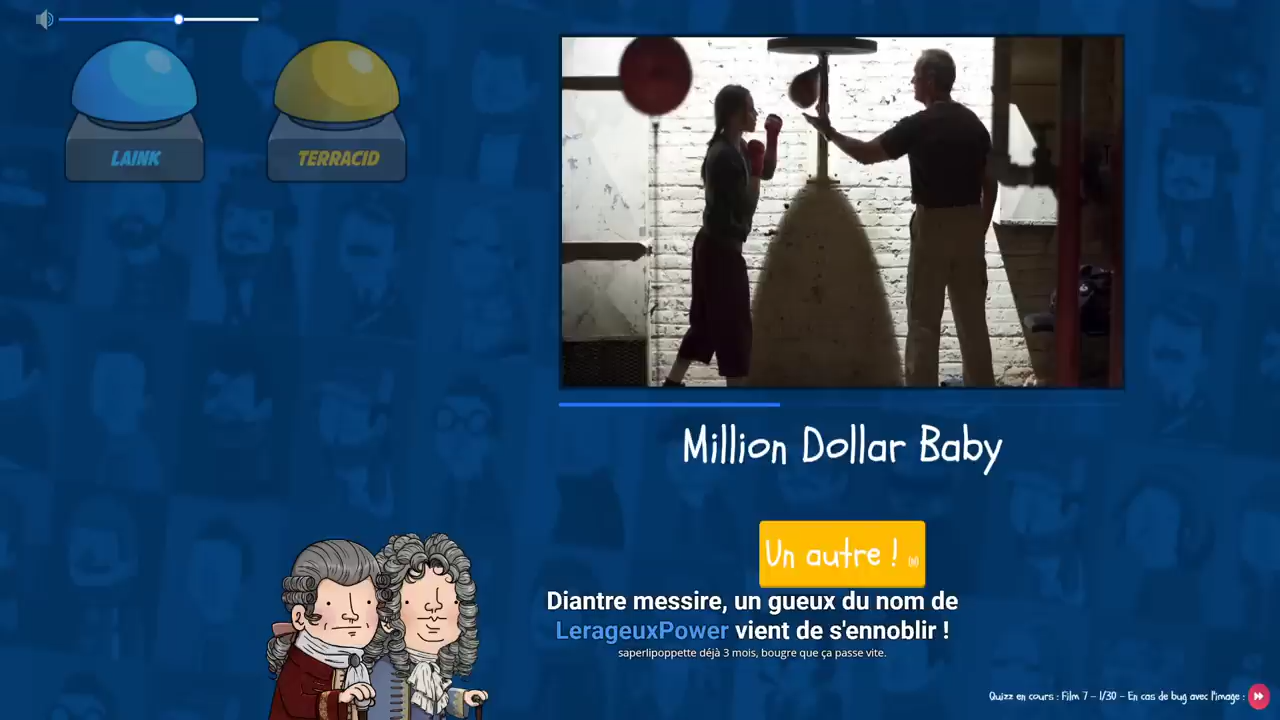 LAINK
TERRACID
Million Dollar Baby
Un autre ! (N)
Diantre messire, un gueux du nom de
LerageuxPower vient de s'ennoblir !
saperlipoppette déjà 3 mois, bougre que ça passe vite.
Quizz en cours : Film 7 - 1/30 - En cas de bug avec l'image :